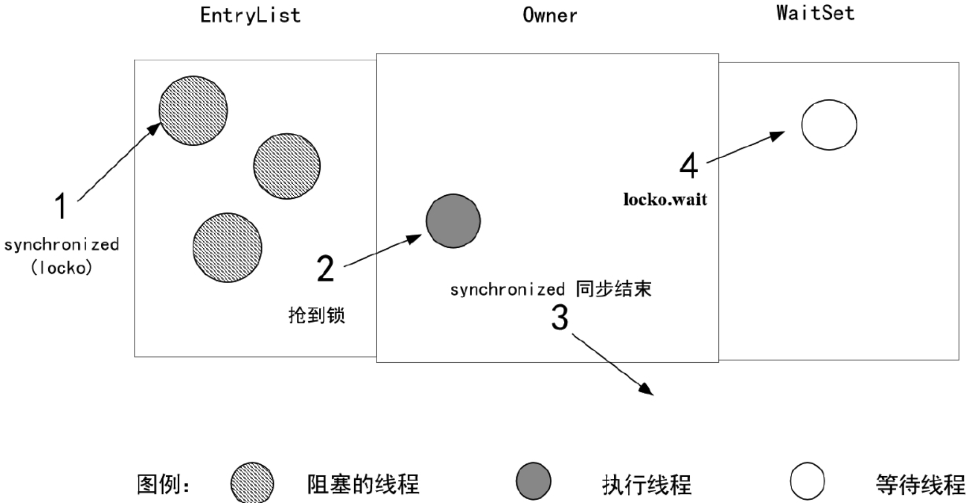 EntryList
Owner
WaitSet
1
synchronized
(locko)
2
抢到锁
synchronized 同步结束
3
4
locko.wait
图例：
阻塞的线程
执行线程
等待线程